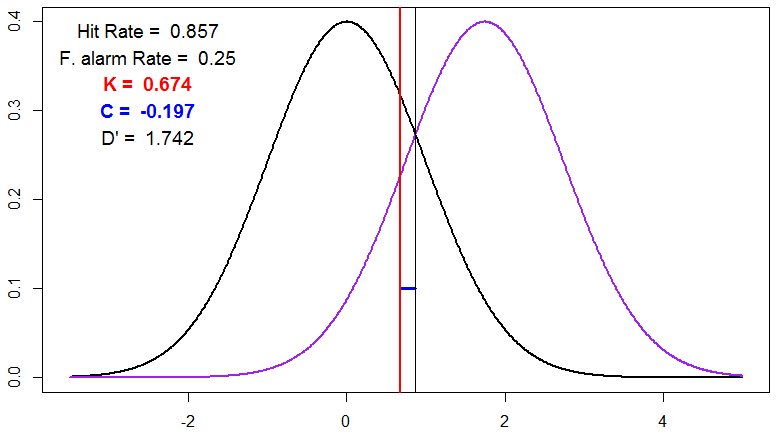 Hit Rate = 0.857
F. alarm Rate = 0.25
K = 0.674
C = -0.197
D' = 1.742
0.4
0.3
0.2
0.1
0.0
-2
0
2
4